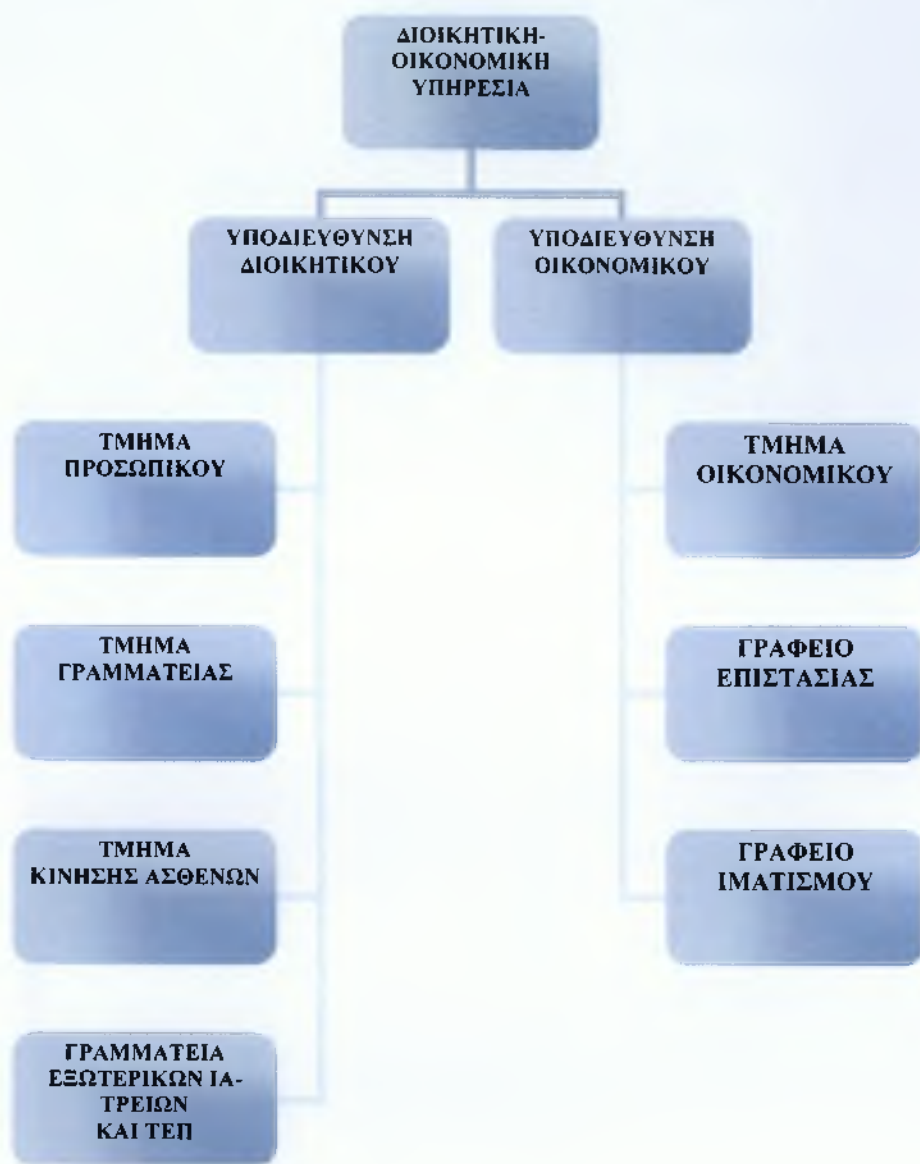 ΔΙΟΙΚΗΤΙΚΗ-
ΟΙΚΟΝΟΜΙΚΗ
ΥΠΗΡΕΣΙΑ
ΥΠΟΔΙΕΥΘΥΝΣΗ
ΔΙΟΙΚΗΤΙΚΟΥ
ΥΠΟΔΙΕΥΘΥΝΣΗ
ΟΙΚΟΝΟΜΙΚΟΥ
ΤΜΗΜΑ
ΠΡΟΣΩΠΙΚΟΥ
ΤΜΗΜΑ
ΟΙΚΟΝΟΜΙΚΟΥ
ΤΜΗΜΑ
ΓΡΑΜΜΑΤΕΙΑΣ
ΓΡΑΦΕΙΟ
ΕΠΙΣΤΑΣΙΑΣ
ΤΜΗΜΑ
ΚΙΝΗΣΗΣ ΑΣΘΕΝΩΝ
ΓΡΑΦΕΙΟ
ΙΜΑΤΙΣΜΟΥ
ΓΡΑΜΜΑΤΕΙΑ
ΕΞΩΤΕΡΙΚΩΝ ΙΑ-
ΤΡΕΙΩΝ
ΚΑΙ ΤΕΠ